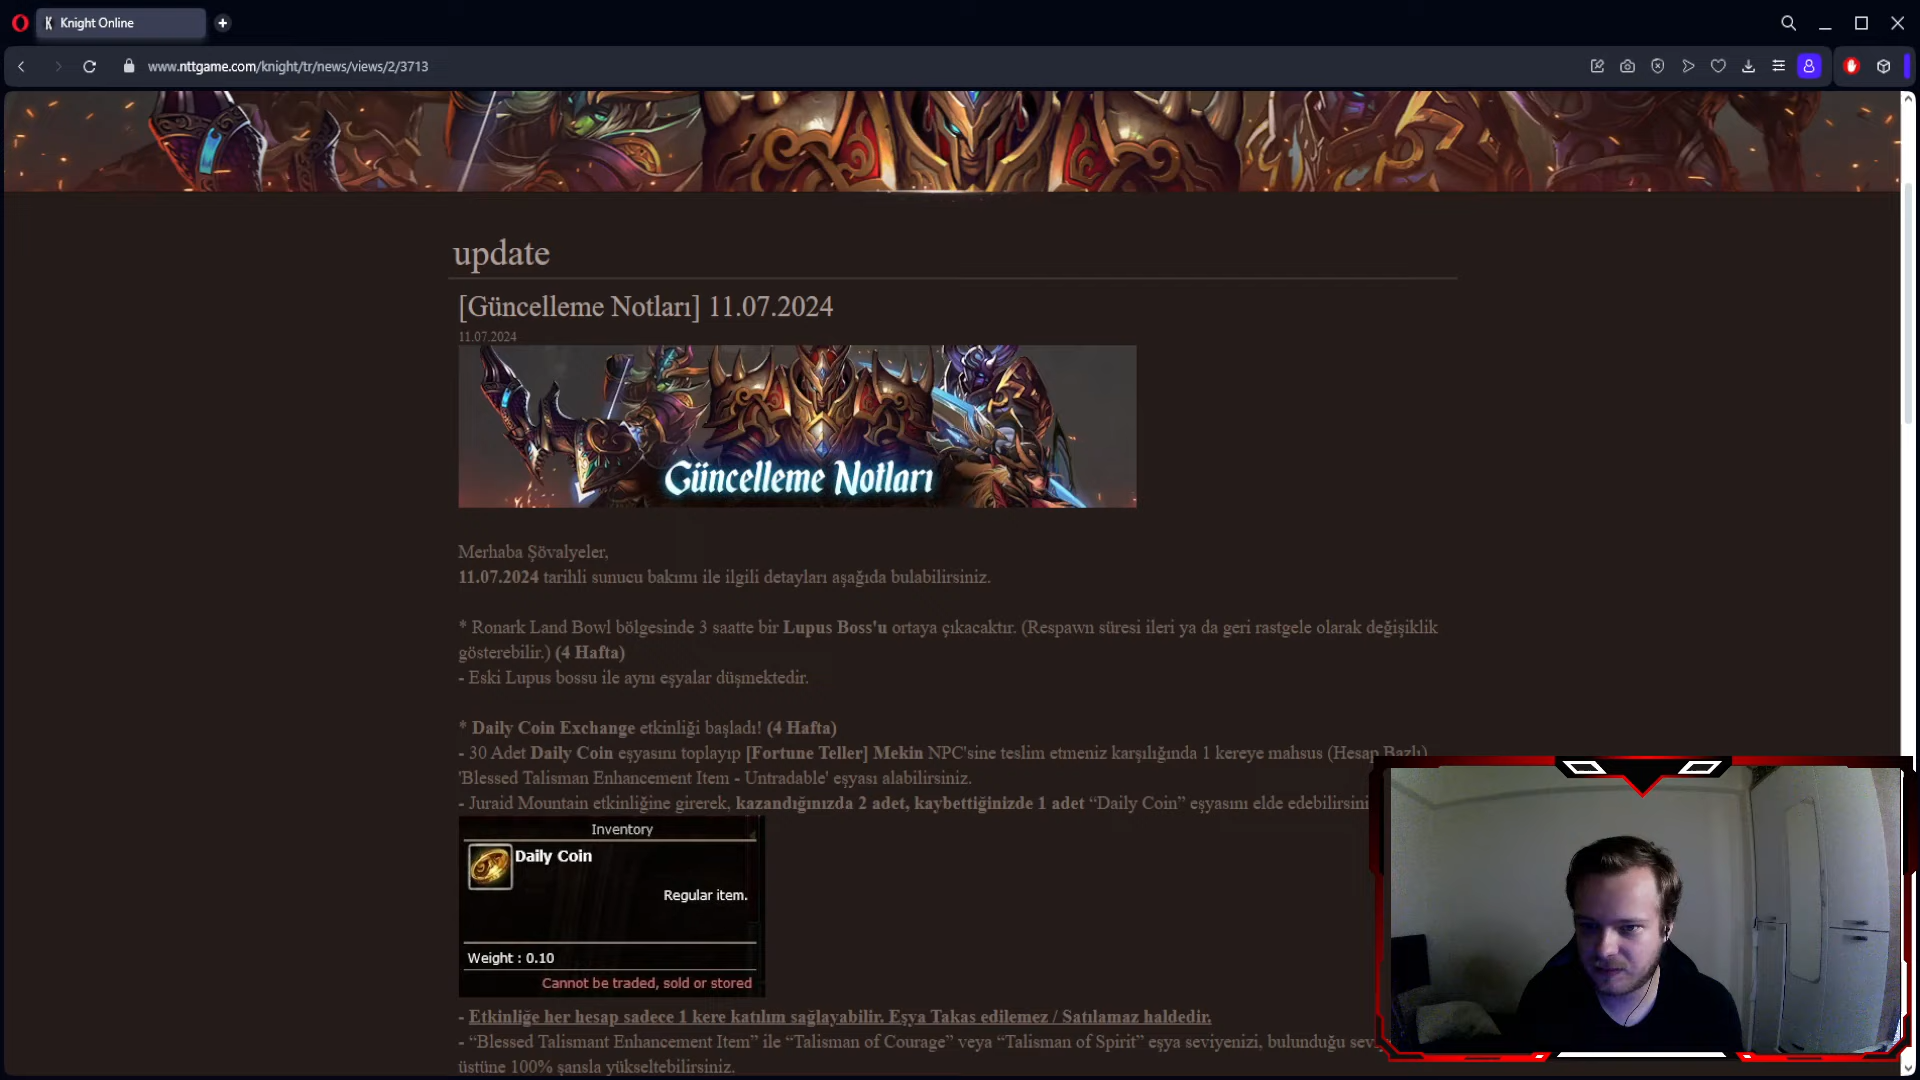 Knight Online
www.nttgame.com/knight/tr/news/views/2/3713
update
[Güncelleme Notları] 11.07.2024
11.07.2024
Güncelleme Notları
Merhaba Şövalyeler,
11.07.2024 tarihli sunucu bakımı ile ilgili detayları aşağıda bulabilirsiniz.
* Ronark Land Bowl bölgesinde 3 saatte bir Lupus Boss'u ortaya çıkacaktır. (Respawn süresi ileri ya da geri rastgele olarak değişiklik
gösterebilir.) (4 Hafta)
- Eski Lupus bossu ile aynı eşyalar düşmektedir.
* Daily Coin Exchange etkinliği başladı! (4 Hafta)
- 30 Adet Daily Coin eşyasını toplayıp [Fortune Teller] Mekin NPC'sine teslim etmeniz karşılığında 1 kereye mahsus (Hesap Bazlı)
'Blessed Talisman Enhancement Item - Untradable' eşyası alabilirsiniz.
- Juraid Mountain etkinliğine girerek, kazandığınızda 2 adet, kaybettiğinizde 1 adet “Daily Coin” eşyasını elde edebilirsini
Inventory
Daily Coin
Regular item.
Weight : 0.10
Cannot be traded, sold or stored
- Etkinliğe her hesap sadece 1 kere katılım sağlayabilir. Eşya Takas edilemez / Satılamaz haldedir.
- “Blessed Talismant Enhancement Item” ile “Talisman of Courage” veya “Talisman of Spirit” eşya seviyenizi, bulunduğu
üstüne 100% şansla yükseltebilirsiniz.